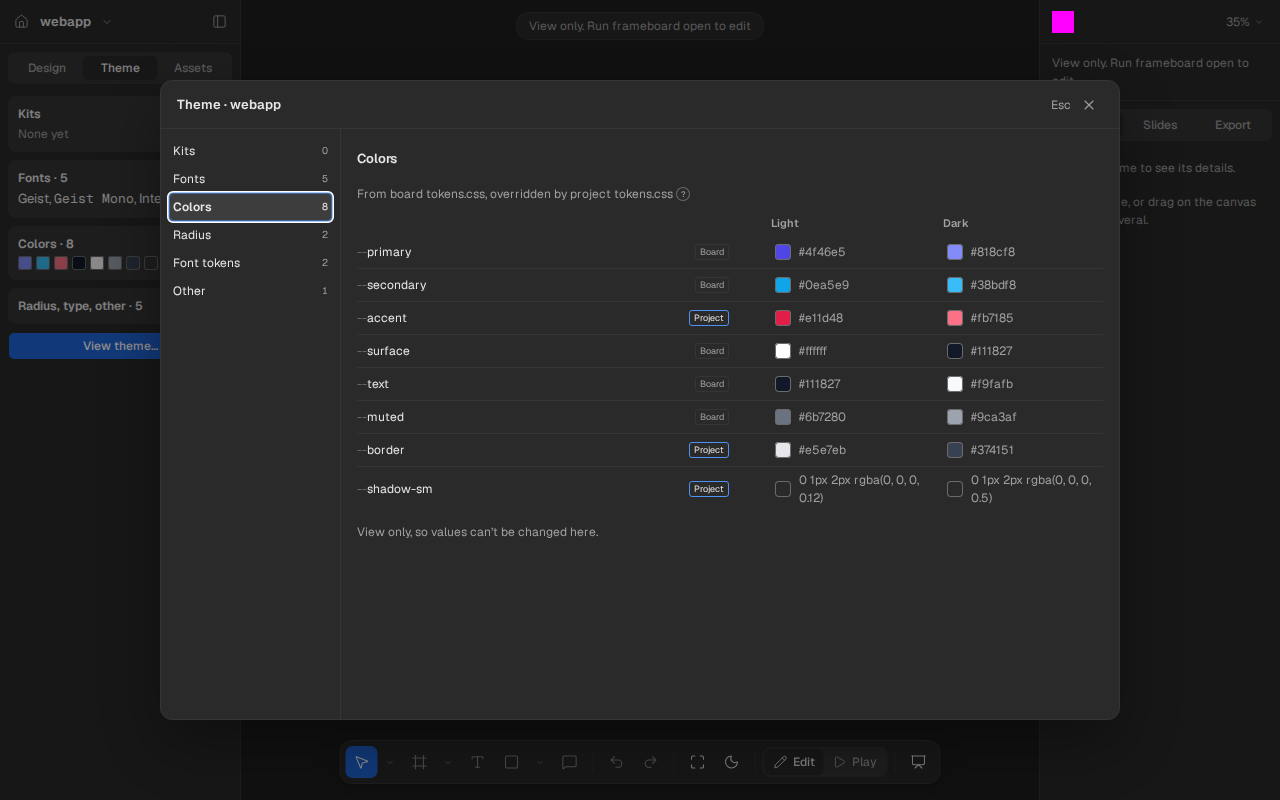 webapp
View only. Run frameboard open to edit
35%
Design
Theme
Assets
View only. Run frameboard open to
edit
Theme · webapp
Esc
Kits
None yet
Fonts · 5
Geist, Geist Mono, Inte
Colors · 8
Radius, type, other · 5
View theme...
Kits 0
Fonts 5
Colors 8
Radius 2
Font tokens 2
Other 1
Colors
From board tokens.css, overridden by project tokens.css ?
Light Dark
--primary Board #4f46e5 #818cf8
--secondary Board #0ea5e9 #38bdf8
--accent Project #e11d48 #fb7185
--surface Board #ffffff #111827
--text Board #111827 #f9fafb
--muted Board #6b7280 #9ca3af
--border Project #e5e7eb #374151
--shadow-sm Project 0 1px 2px rgba(0, 0, 0, 0.12) 0 1px 2px rgba(0, 0, 0, 0.5)
View only, so values can't be changed here.
Slides
Export
me to see its details.
e, or drag on the canvas
veral.
Edit
Play